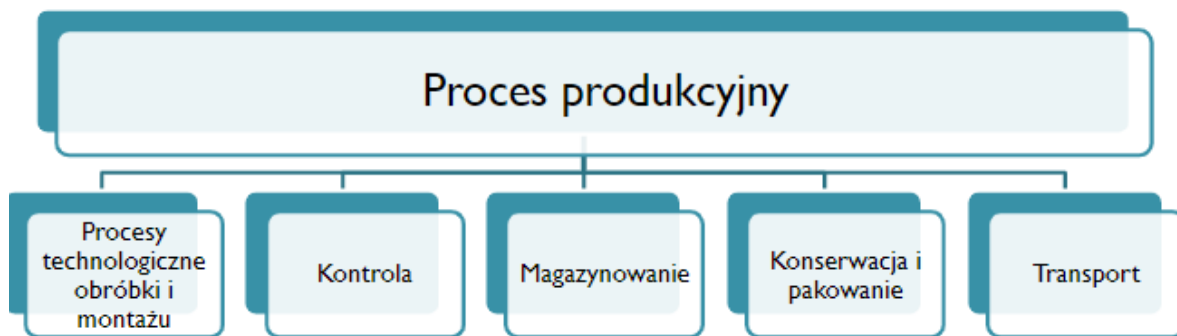 Proces produkcyjny
Procesy
technologiczne
obróbki i
montażu
Kontrola
Magazynowanie
Konserwacja i
pakowanie
Transport